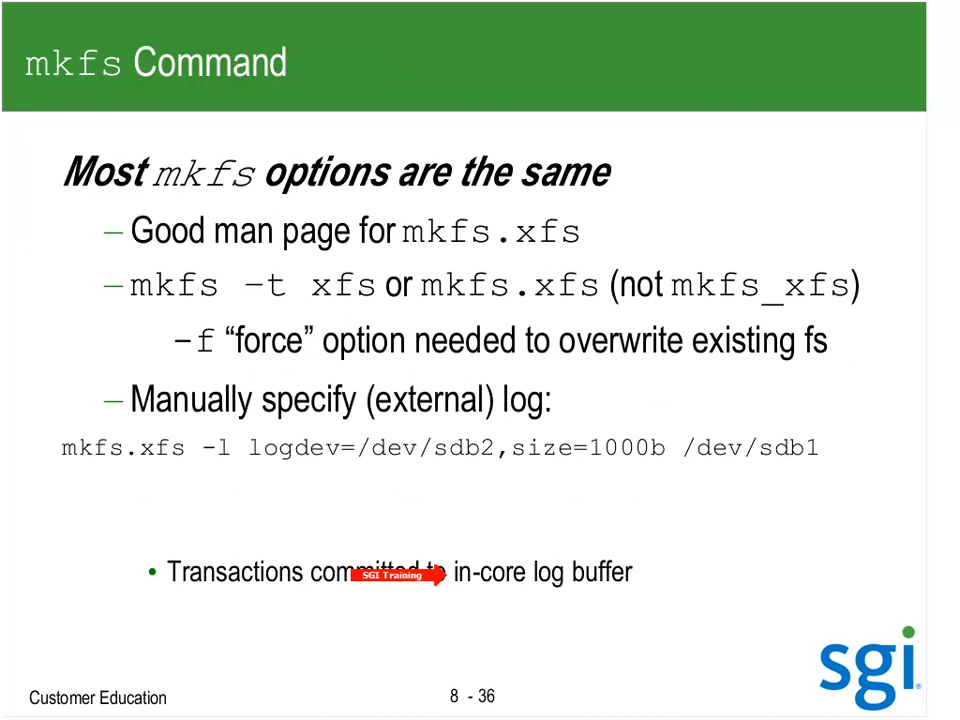 mkfs Command
Most mkfs options are the same
– Good man page for mkfs.xfs
– mkfs -t xfs or mkfs.xfs (not mkfs_xfs)
-f “force” option needed to overwrite existing fs
– Manually specify (external) log:
mkfs.xfs -l logdev=/dev/sdb2,size=1000b /dev/sdb1
• Transactions committed to in-core log buffer
SGI Training
sgi®
Customer Education
8 - 36